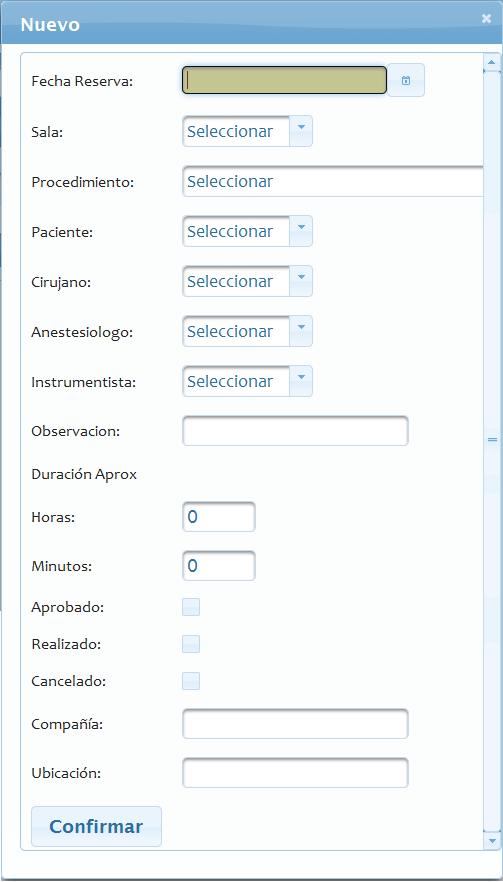 Nuevo
Fecha Reserva:
Sala: Seleccionar
Procedimiento: Seleccionar
Paciente: Seleccionar
Cirujano: Seleccionar
Anestesiologo: Seleccionar
Instrumentista: Seleccionar
Observacion:
Duración Aprox
Horas: 0
Minutos: 0
Aprobado:
Realizado:
Cancelado:
Compañía:
Ubicación:
Confirmar